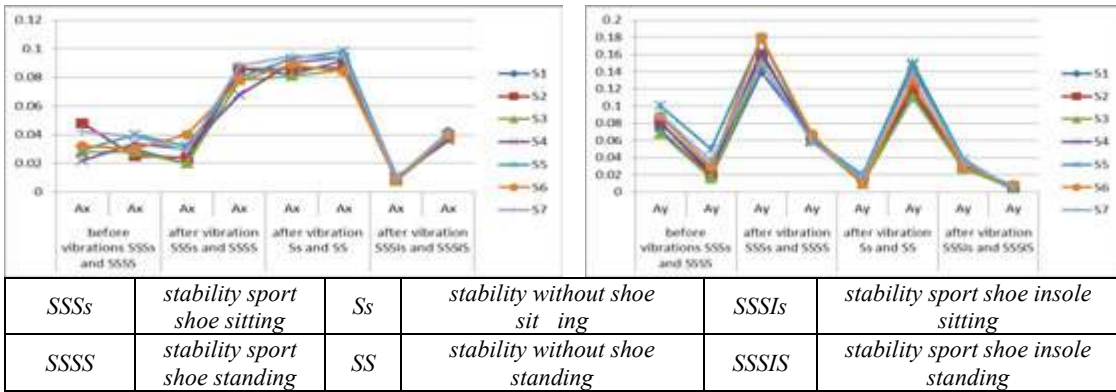 0.12
0.1
0.08
0.06
0.04
0.02
0
Ax Ax Ax Ax Ax Ax Ax Ax
before vibrations SSSs and SSSS
after vibration SSSs and SSSS
after vibration Ss and SS
after vibration SSSIs and SSSIS
S1
S2
S3
S4
S5
S6
S7
0.2
0.18
0.16
0.14
0.12
0.1
0.08
0.06
0.04
0.02
0
Ay Ay Ay Ay Ay Ay Ay Ay
before vibrations SSSs and SSSS
after vibration SSSs and SSSS
after vibration Ss and SS
after vibration SSSIs and SSSIS
S1
S2
S3
S4
S5
S6
S7
SSSs
stability sport
shoe sitting
Ss
stability without shoe
sit ing
SSSIs
stability sport shoe insole
sitting
SSSS
stability sport
shoe standing
SS
stability without shoe
standing
SSSIS
stability sport shoe insole
standing